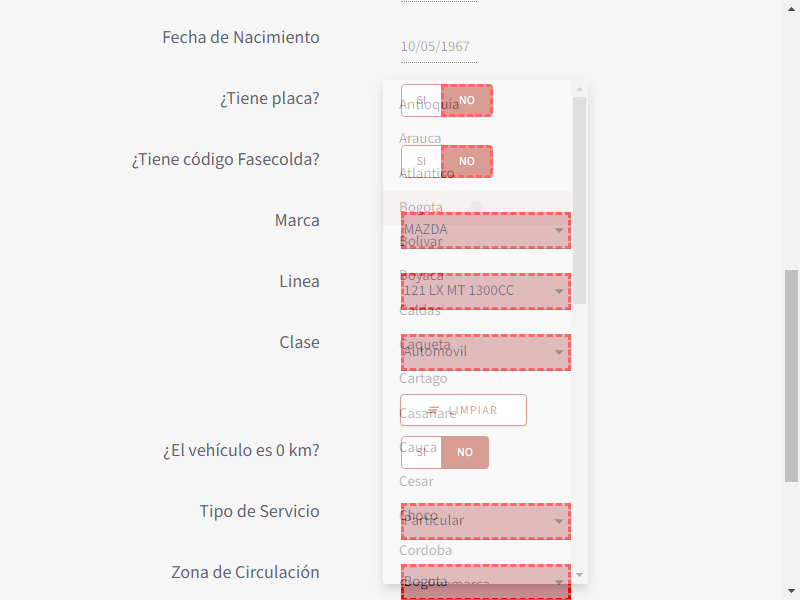 Fecha de Nacimiento
10/05/1967
¿Tiene placa?
SI NO
Antioquia
Arauca
¿Tiene código Fasecolda?
SI NO
Atlantico
Bogota
Marca
MAZDA
Bolivar
Boyaca
Linea
121 LX MT 1300CC
Caldas
Caqueta
Clase
Automovil
Cartago
LIMPIAR
Casanare
Cauca
¿El vehículo es 0 km?
SI NO
Cesar
Choco
Tipo de Servicio
Particular
Cordoba
Zona de Circulación
Bogota